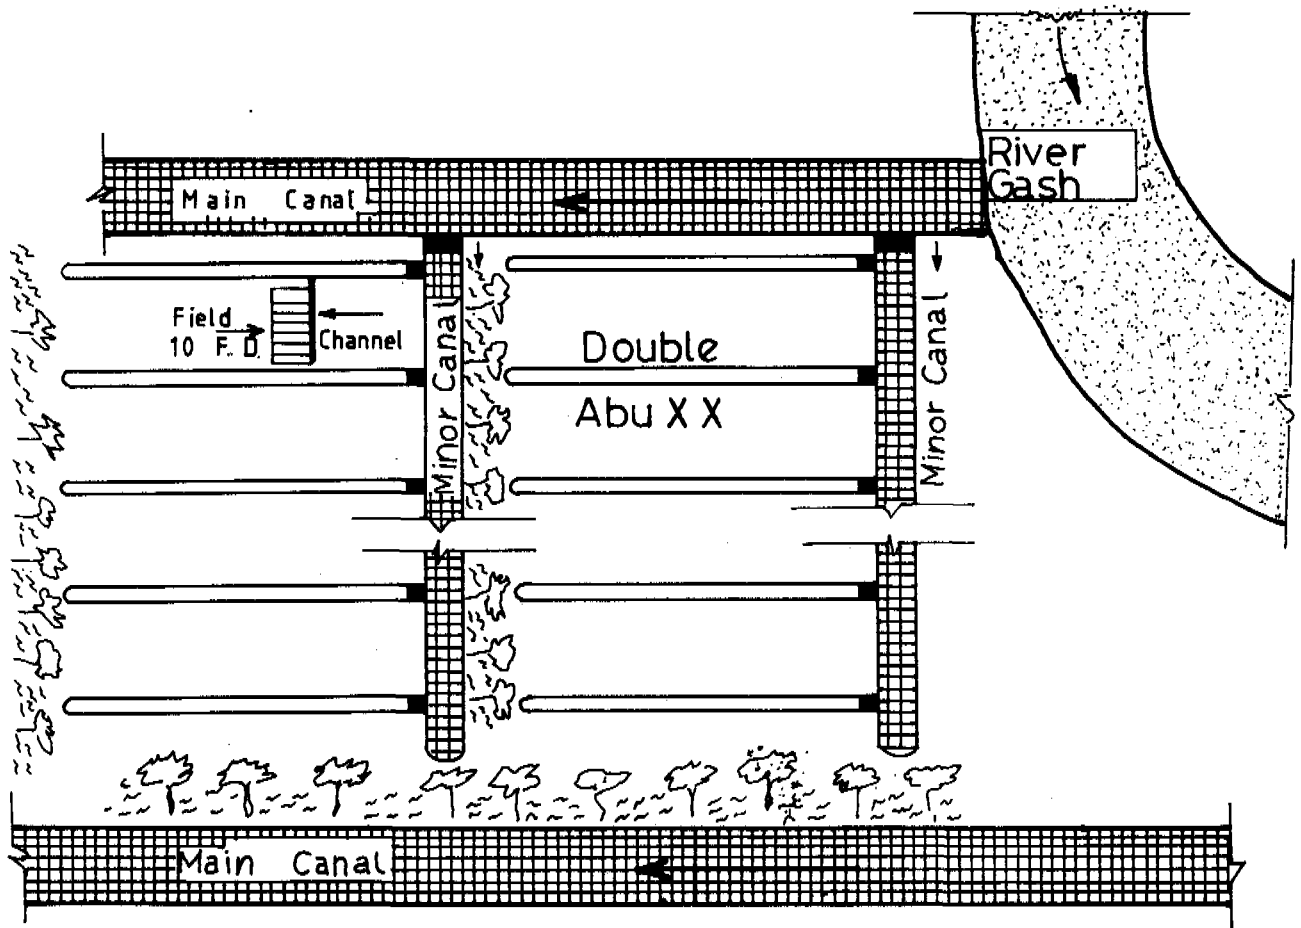 River
Gash
Main Canal
Field
10 F. D.
Channel
Minor Canal
Double
Abu X X
Minor Canal
Main Canal